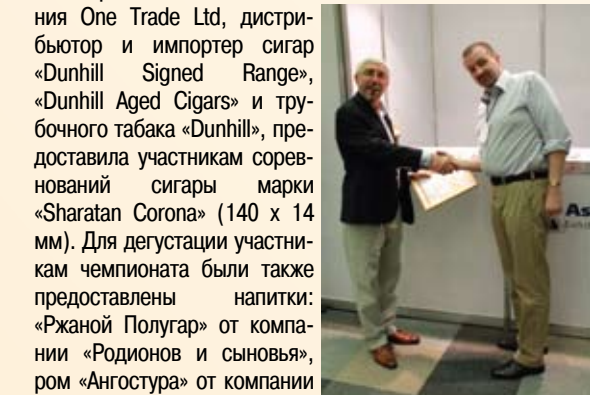 ния One Trade Ltd, дистри-
бьютор и импортер сигар
«Dunhill Signed Range»,
«Dunhill Aged Cigars» и тру-
бочного табака «Dunhill», пре-
доставила участникам сорев-
нований сигары марки
«Sharatan Corona» (140 x 14
мм). Для дегустации участни-
кам чемпионата были также
предоставлены напитки:
«Ржаной Полугар» от компа-
нии «Родионов и сыновья»,
ром «Ангостура» от компании
As